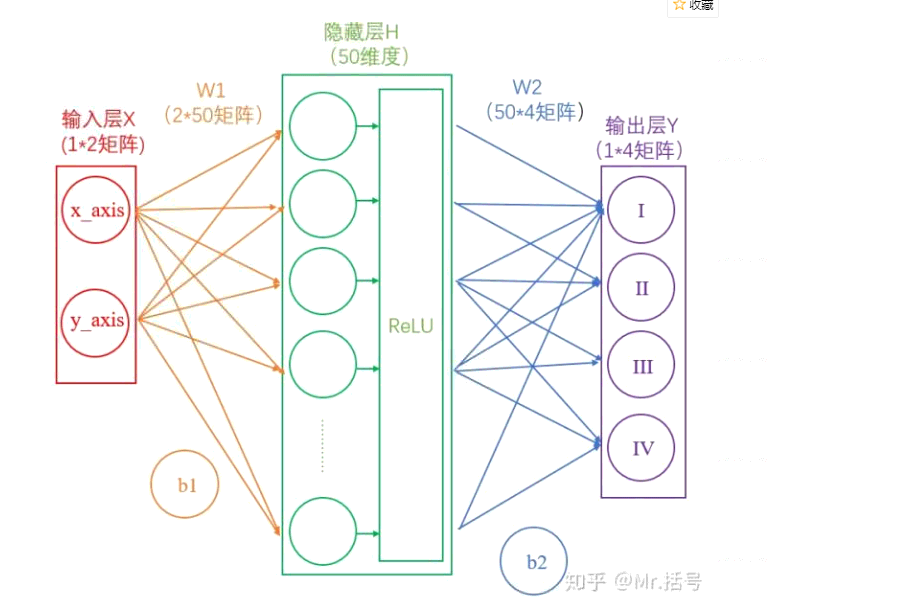 收藏
隐藏层H
（50维度）
W1
（2*50矩阵）
W2
（50*4矩阵）
输入层X
(1*2矩阵)
输出层Y
（1*4矩阵）
x_axis
y_axis
ReLU
I
II
III
IV
b1
b2
知乎 @Mr.括号